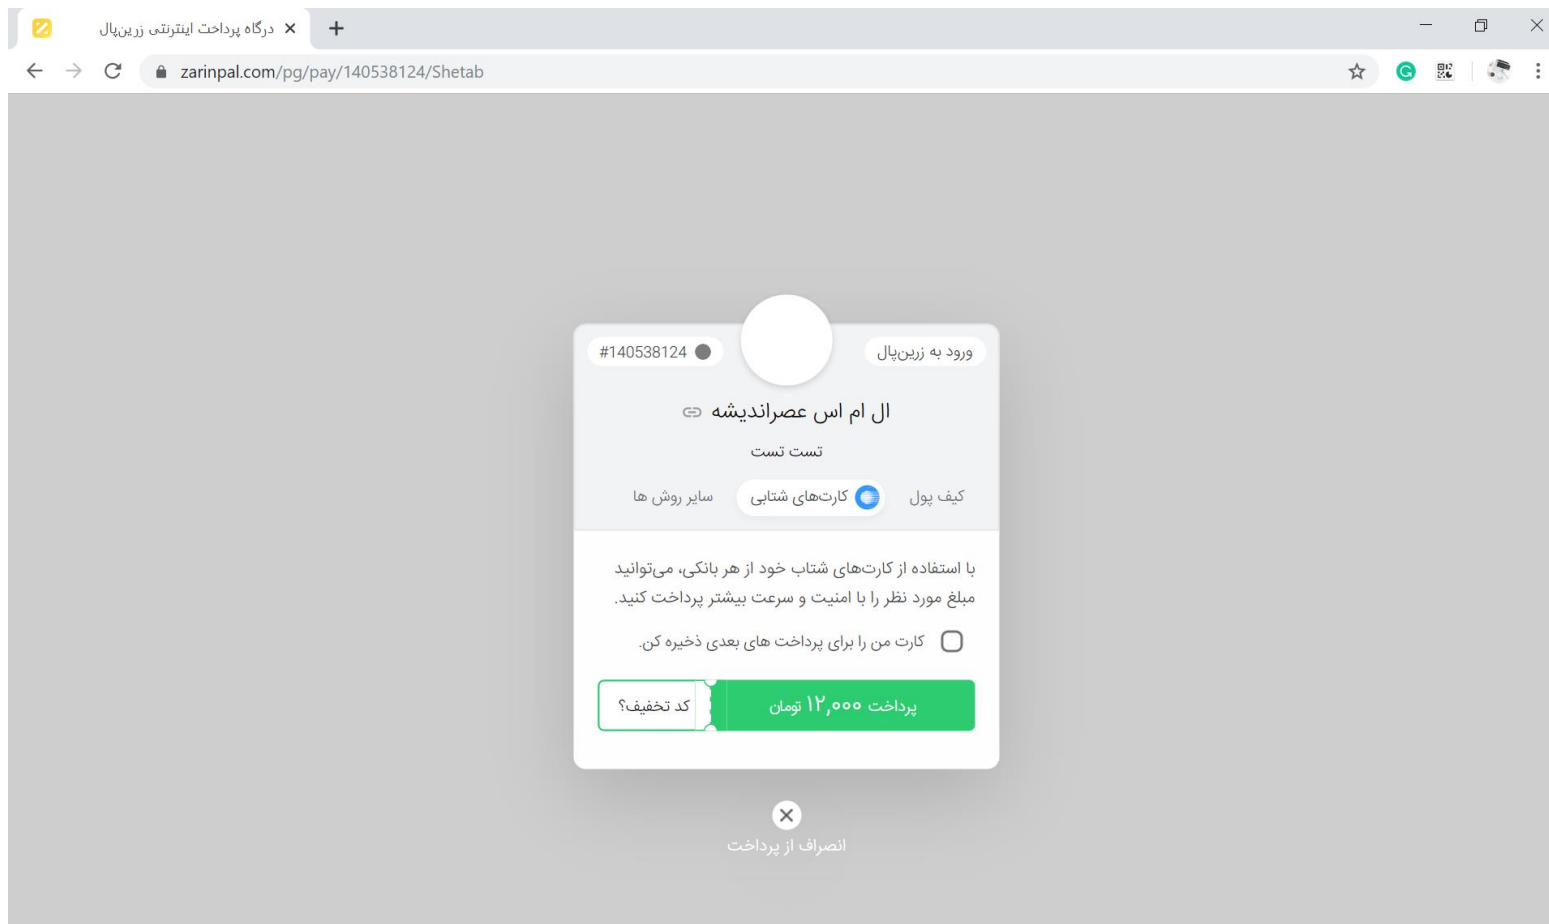 درگاه پرداخت اینترنتی زرین‌پال
zarinpal.com/pg/pay/140538124/Shetab
ورود به زرین‌پال
#140538124
ال ام اس عصراندیشه
تست تست
کیف پول
کارت‌های شتابی
سایر روش ها
با استفاده از کارت‌های شتاب خود از هر بانکی، می‌توانید
مبلغ مورد نظر را با امنیت و سرعت بیشتر پرداخت کنید.
کارت من را برای پرداخت های بعدی ذخیره کن.
پرداخت ۱۲,۰۰۰ تومان
کد تخفیف؟
انصراف از پرداخت